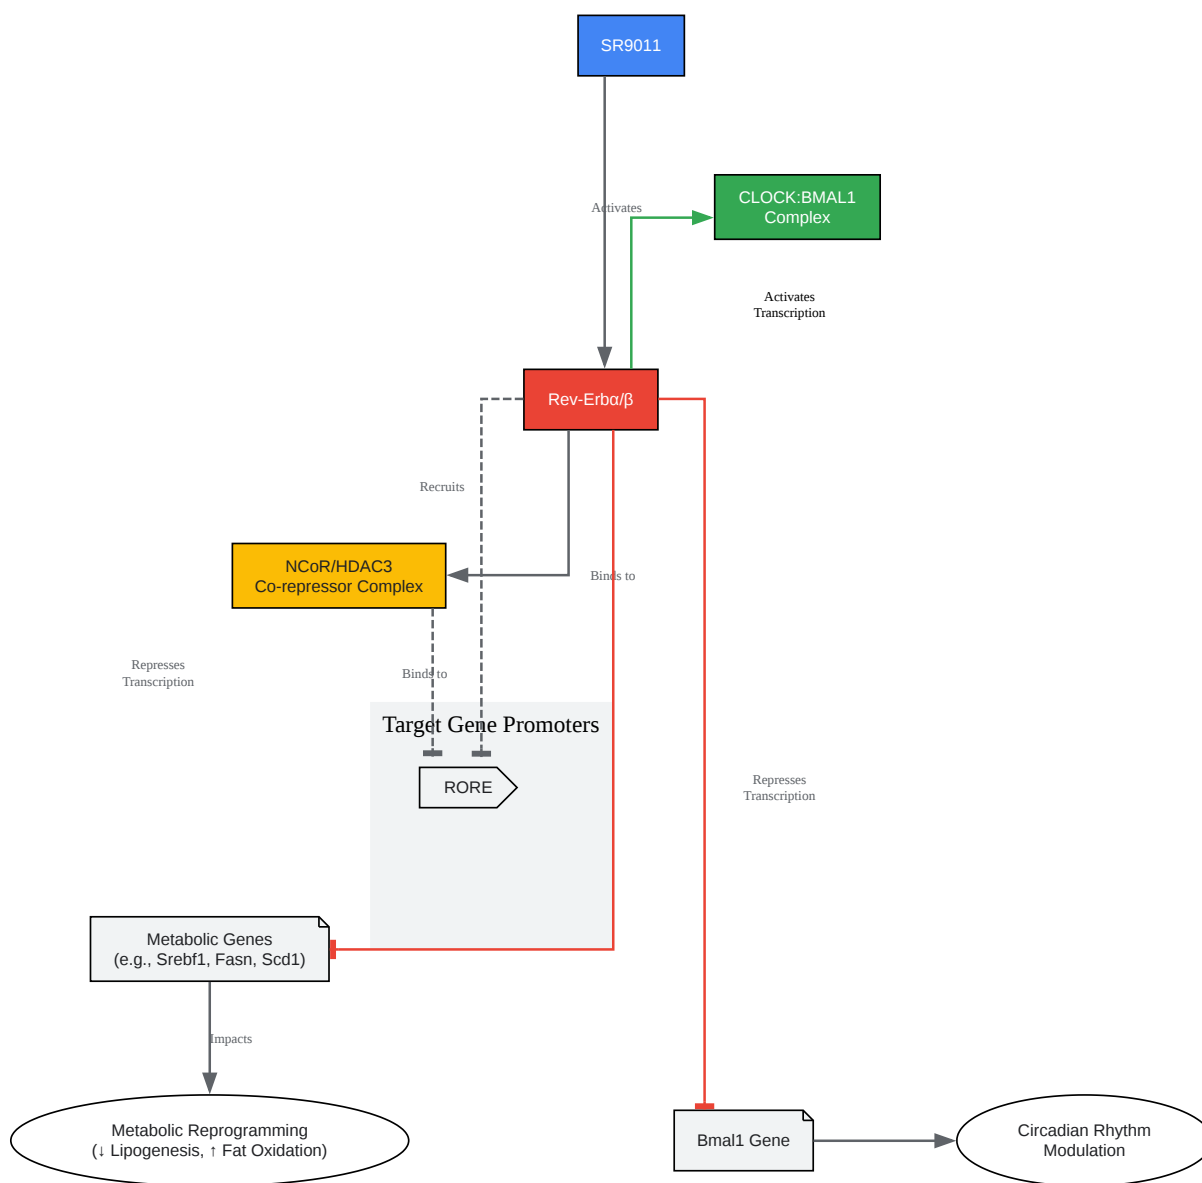 SR9011
CLOCK:BMAL1
Complex
Activates
Activates
Transcription
Rev-Erbα/β
Recruits
NCoR/HDAC3
Co-repressor Complex
Binds to
Represses
Transcription
Binds to
Target Gene Promoters
RORE
Represses
Transcription
Metabolic Genes
(e.g., Srebf1, Fasn, Scd1)
Impacts
Metabolic Reprogramming
(↓ Lipogenesis, ↑ Fat Oxidation)
Bmal1 Gene
Circadian Rhythm
Modulation